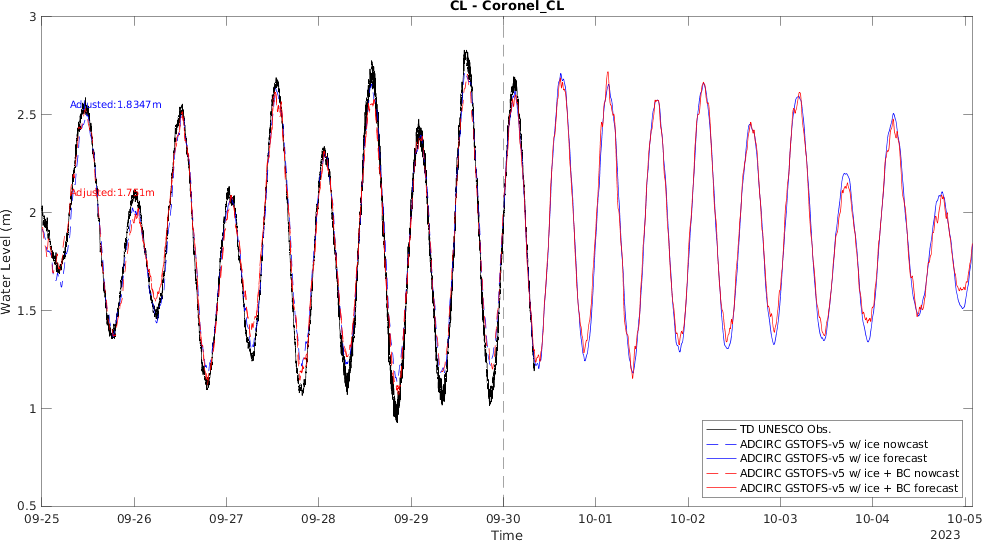 CL - Coronel_CL
3
2.5
2
1.5
1
0.5
Water Level (m)
Adjusted:1.8347m
Adjusted:1.761m
TD UNESCO Obs.
ADCIRC GSTOFS-v5 w/ ice nowcast
ADCIRC GSTOFS-v5 w/ ice forecast
ADCIRC GSTOFS-v5 w/ ice + BC nowcast
ADCIRC GSTOFS-v5 w/ ice + BC forecast
09-25 09-26 09-27 09-28 09-29 09-30 10-01 10-02 10-03 10-04 10-05
Time
2023